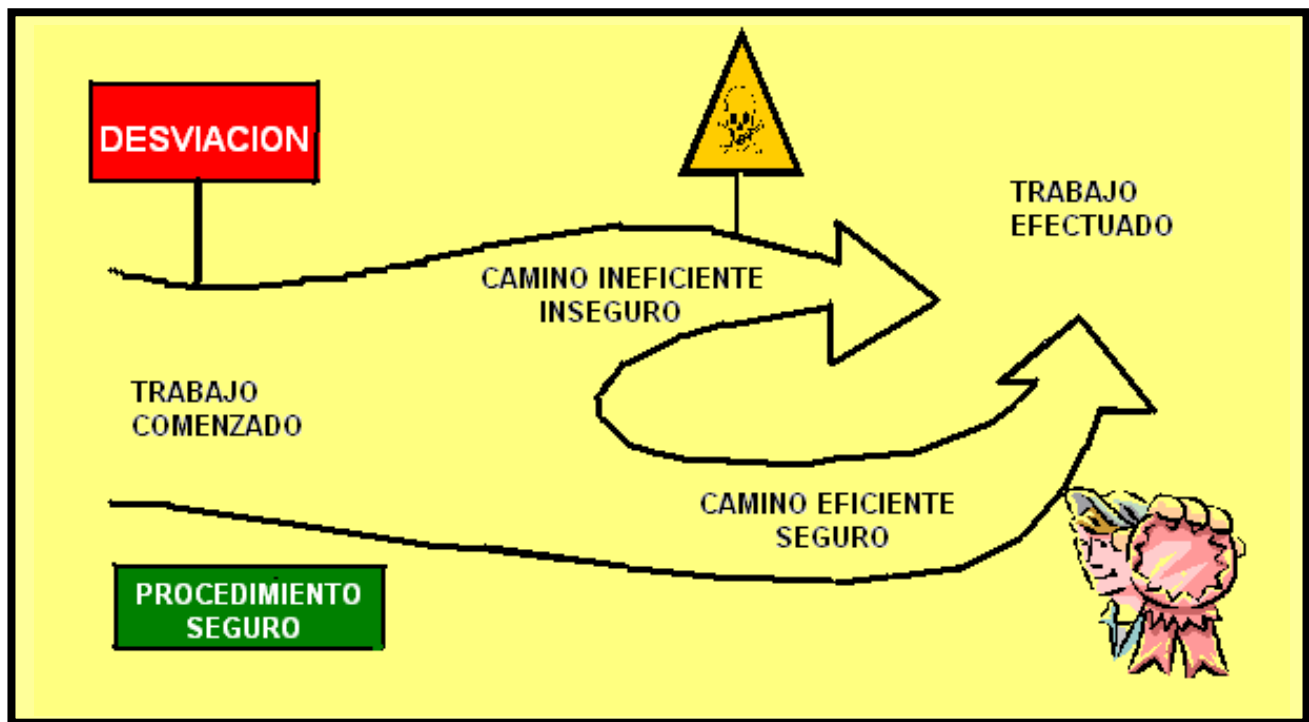 DESVIACION
TRABAJO
EFECTUADO
CAMINO INEFICIENTE
INSEGURO
TRABAJO
COMENZADO
CAMINO EFICIENTE
SEGURO
PROCEDIMIENTO
SEGURO